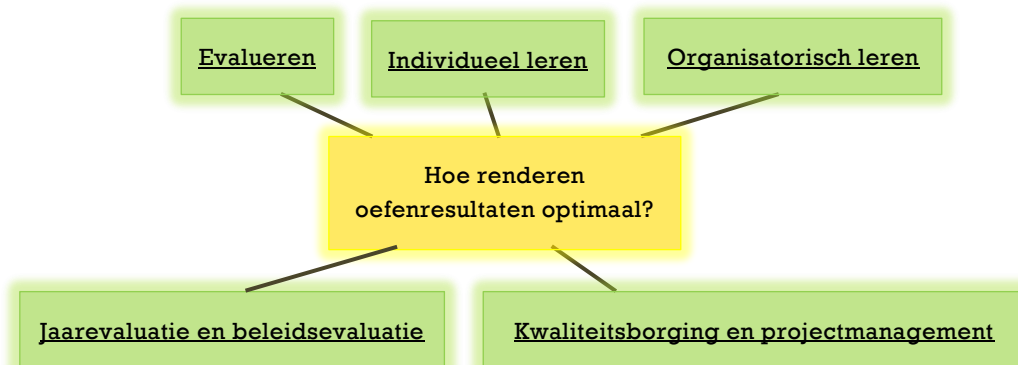 Evalueren
Individueel leren
Organisatorisch leren
Hoe renderen
oefenresultaten optimaal?
Jaarevaluatie en beleidsevaluatie
Kwaliteitsborging en projectmanagement